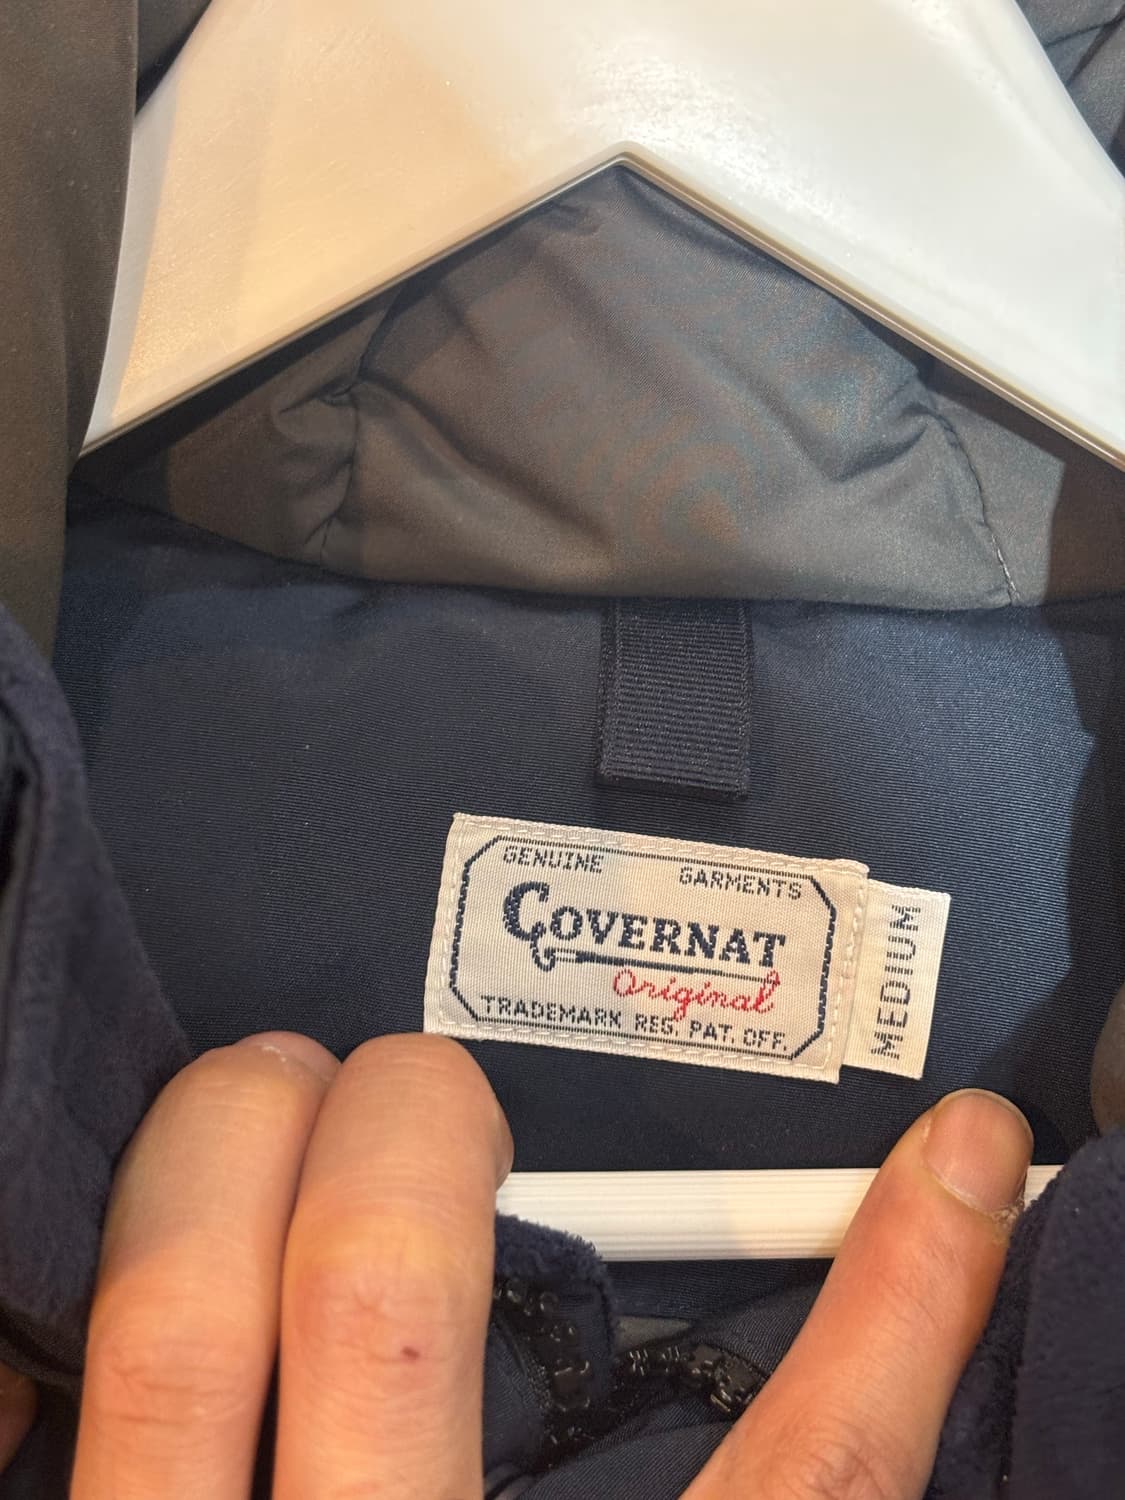 GENUINE GARMENTS
COVERNAT
Original
TRADEMARK REG. PAT. OFF.
MEDIUM